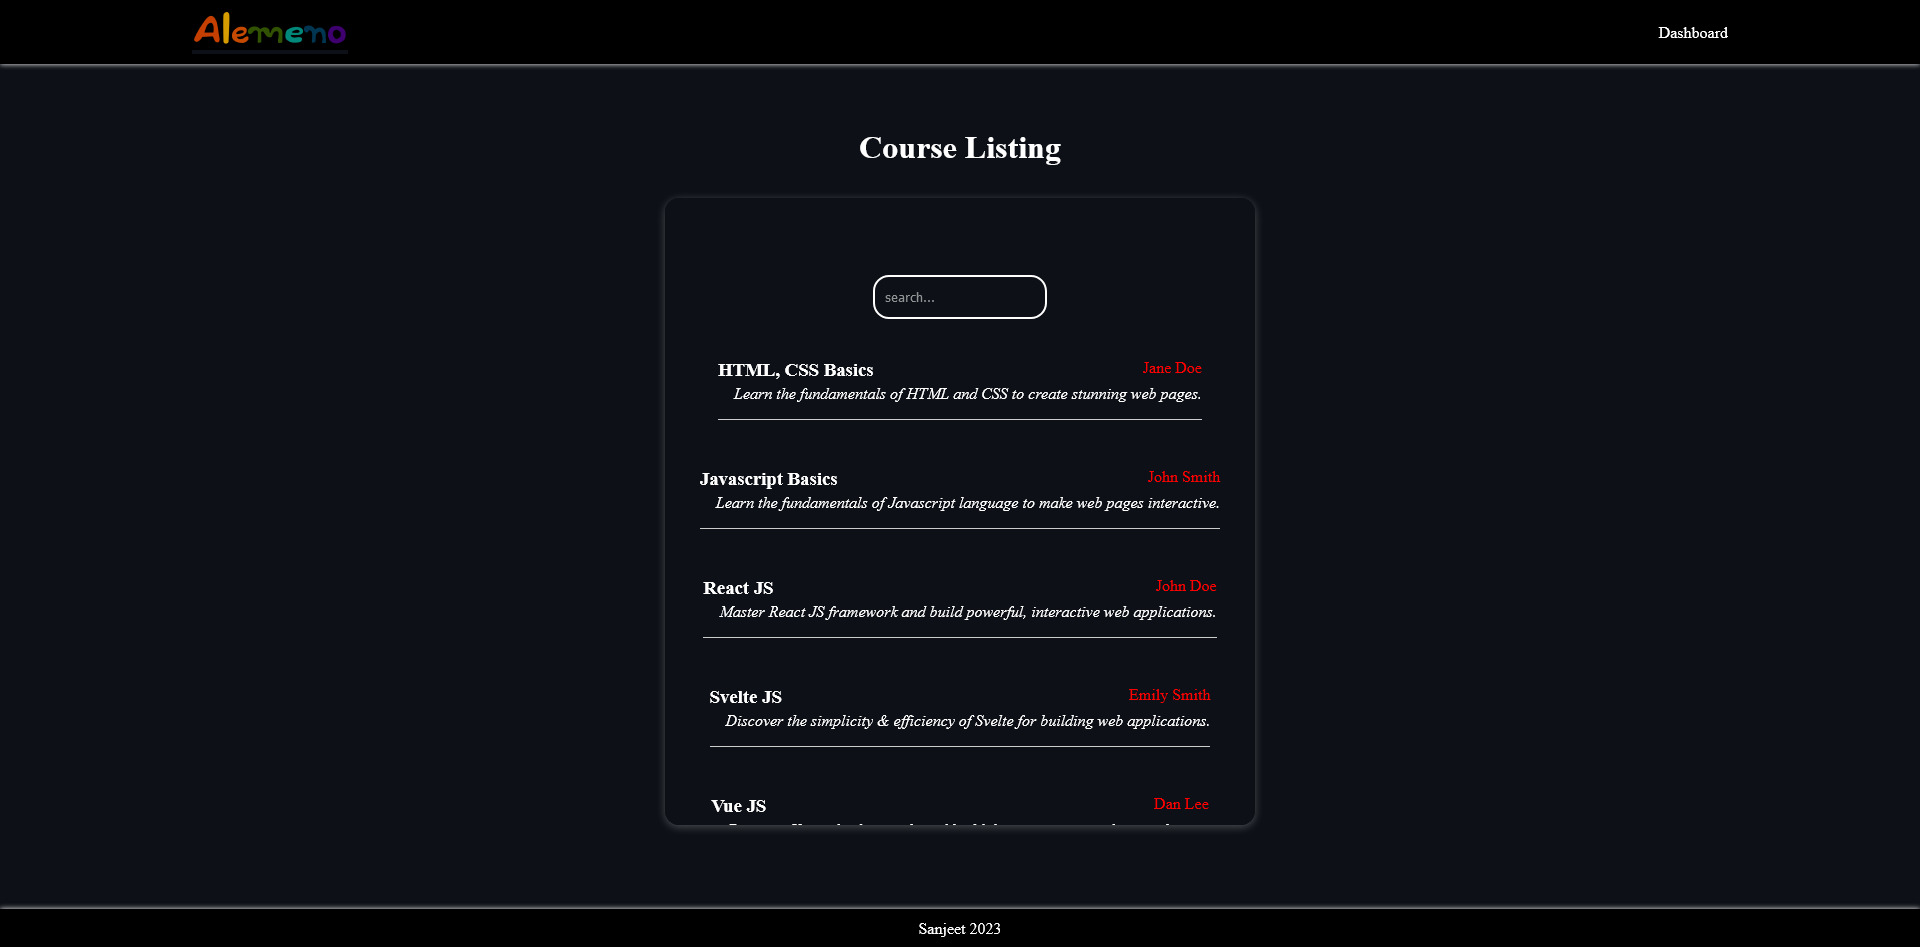 Alememo
Dashboard
Course Listing
search...
HTML, CSS Basics
Jane Doe
Learn the fundamentals of HTML and CSS to create stunning web pages.
Javascript Basics
John Smith
Learn the fundamentals of Javascript language to make web pages interactive.
React JS
John Doe
Master React JS framework and build powerful, interactive web applications.
Svelte JS
Emily Smith
Discover the simplicity & efficiency of Svelte for building web applications.
Vue JS
Dan Lee
Sanjeet 2023